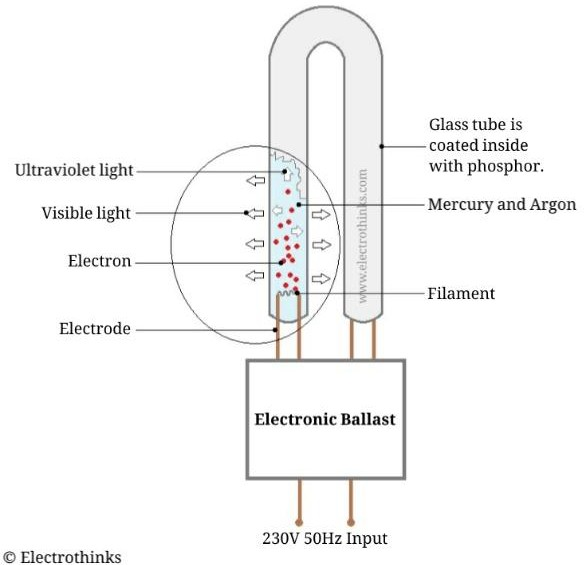 Glass tube is
coated inside
with phosphor.
Ultraviolet light
Mercury and Argon
Visible light
www.electrothinks.com
Electron
Filament
Electrode
Electronic Ballast
230V 50Hz Input
© Electrothinks